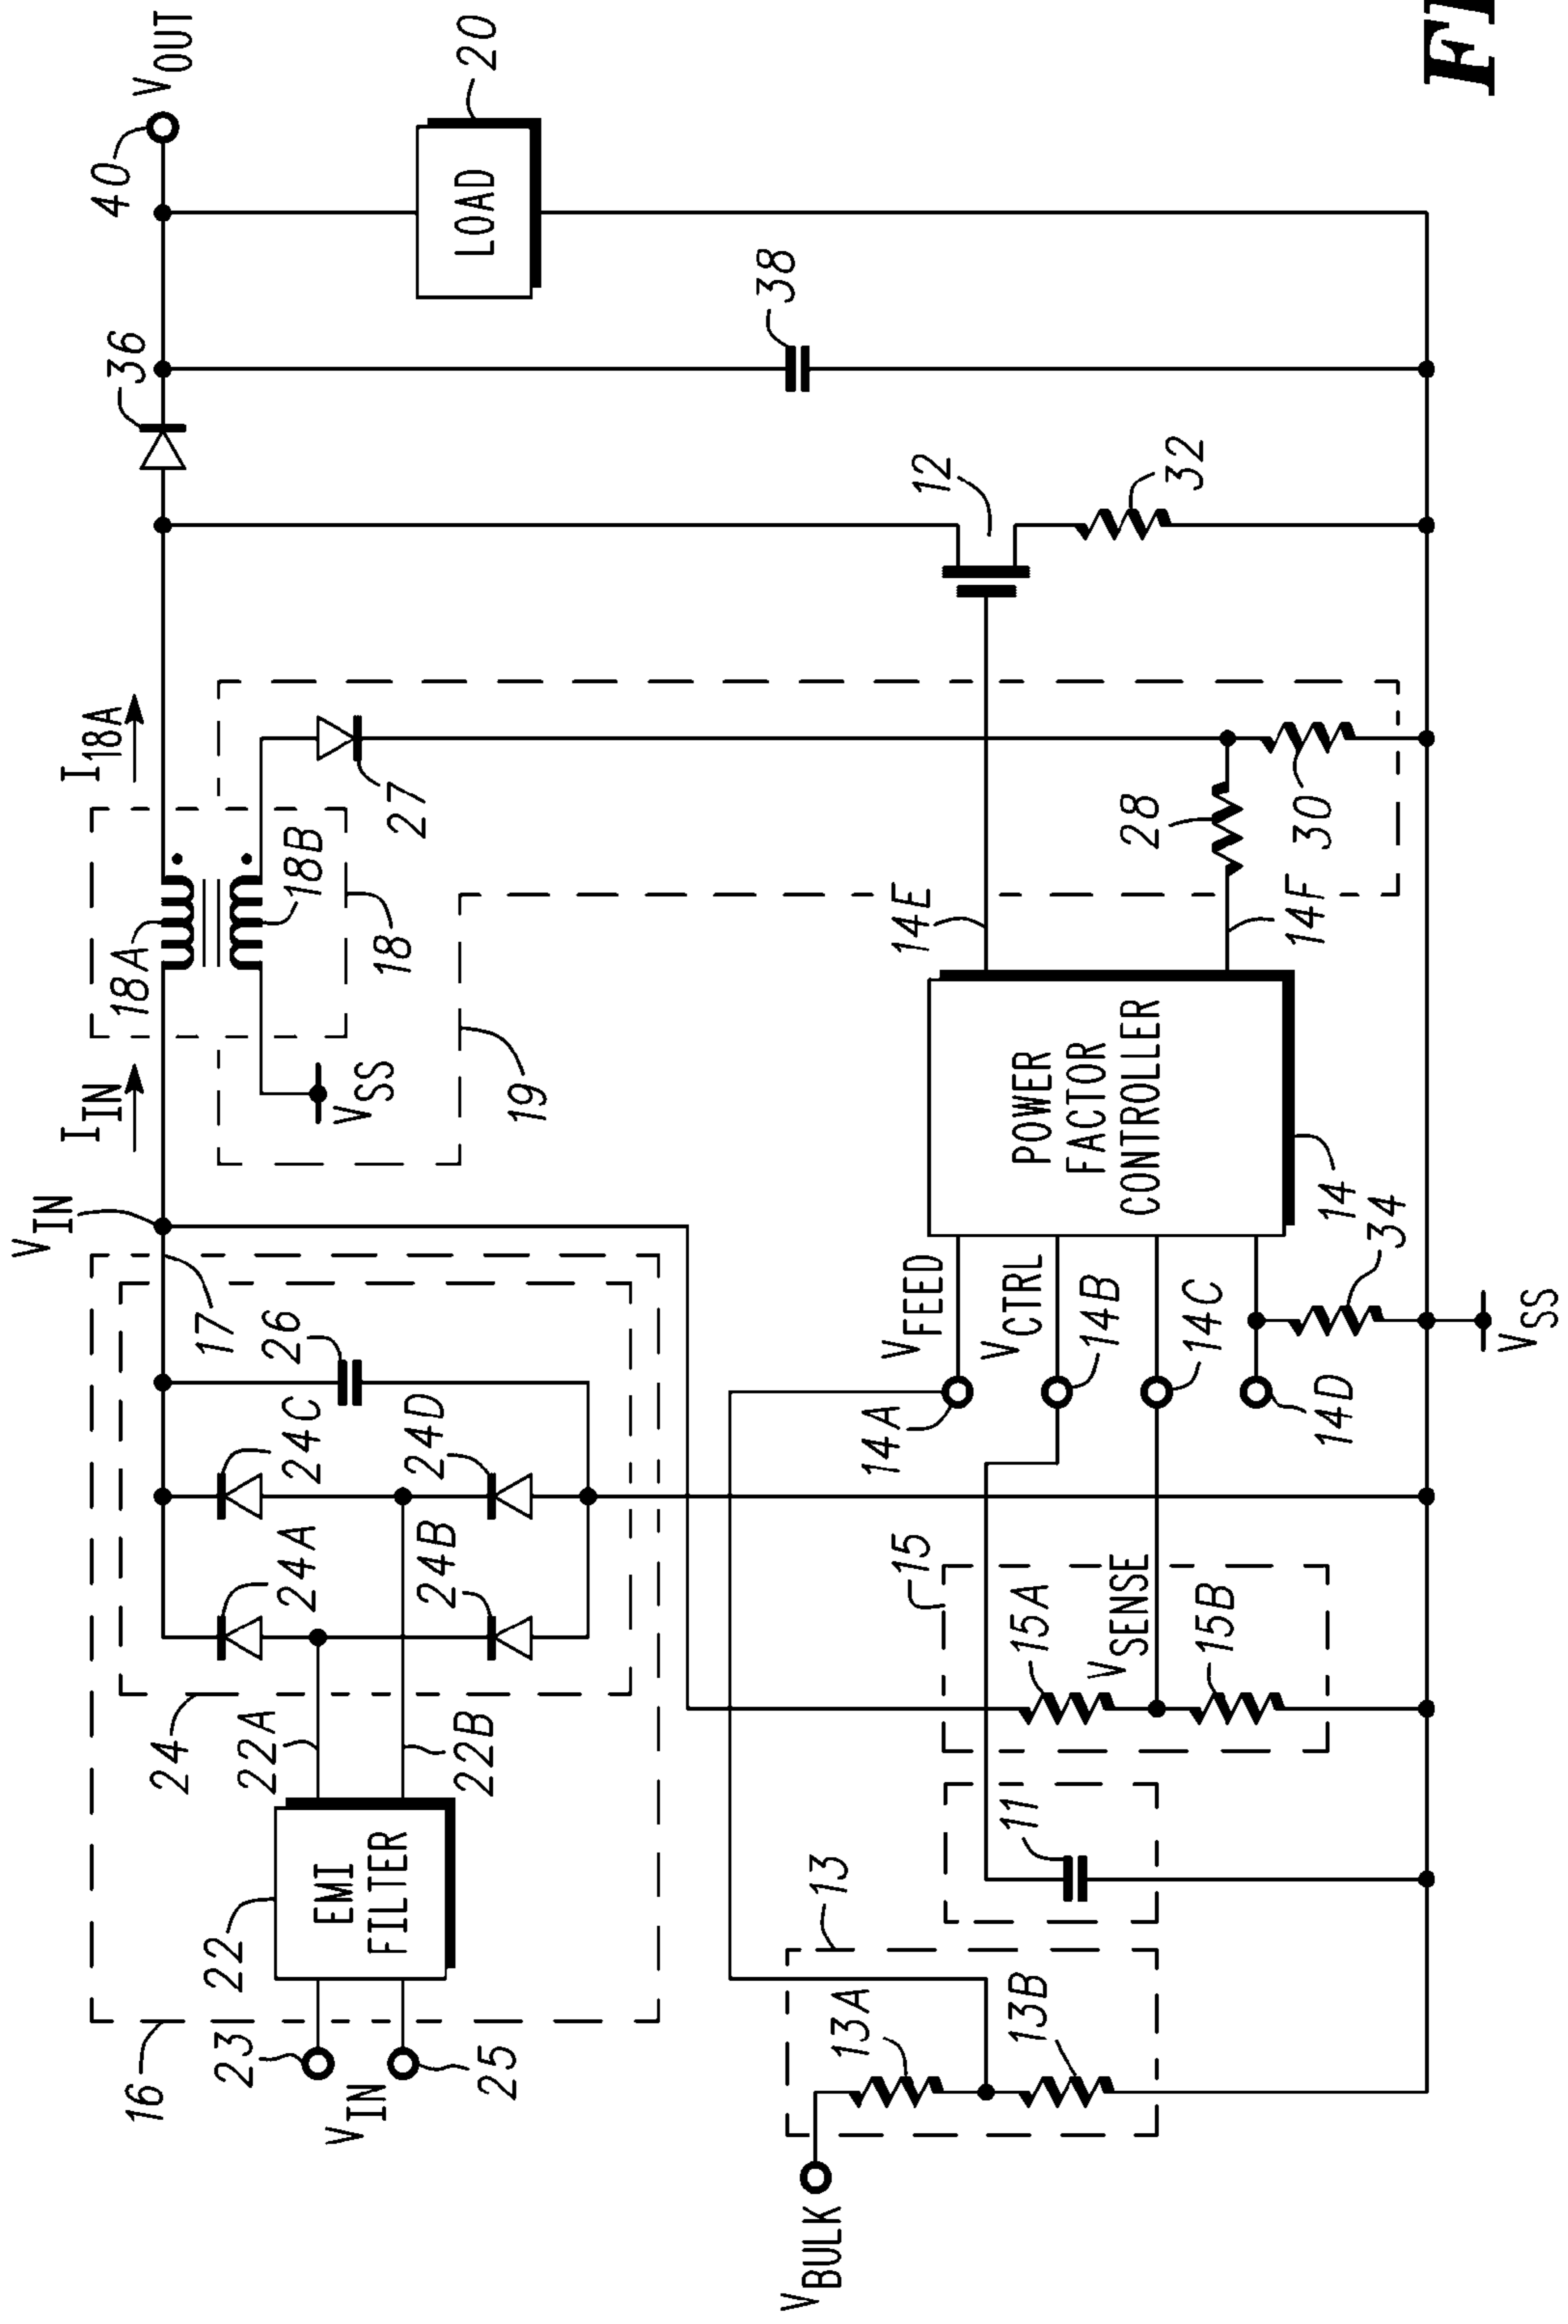 V_IN
I_IN
I_18A
36
40
V_OUT
16
23
V_IN
25
22
EMI
FILTER
24
22A
22B
24A
24B
24C
24D
26
17
18A
18B
18
V_SS
19
27
38
LOAD
20
V_BULK
13
13A
13B
11
15
15A
V_SENSE
15B
14A
V_FEED
V_CTRL
14B
14C
14D
34
V_SS
14
POWER
FACTOR
CONTROLLER
14E
14F
28
30
12
32